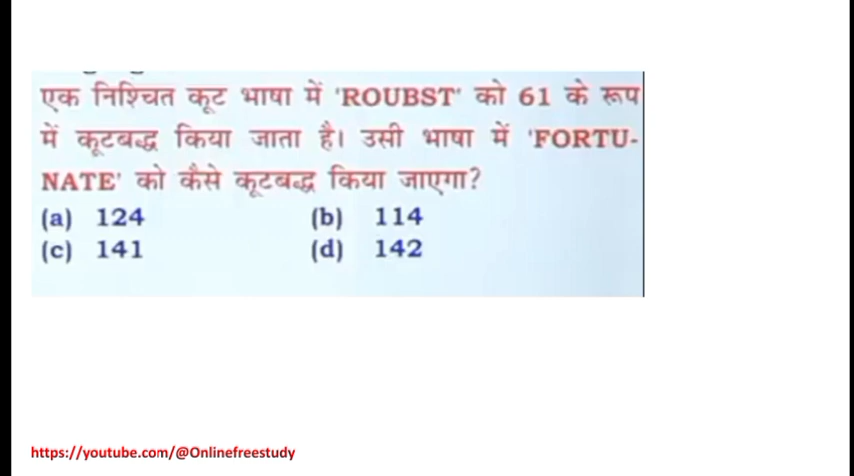 एक निश्चित कूट भाषा में 'ROUBST' को 61 के रूप
में कूटबद्ध किया जाता है। उसी भाषा में 'FORTU-
NATE' को कैसे कूटबद्ध किया जाएगा?
(a) 124 (b) 114
(c) 141 (d) 142
https://youtube.com/@Onlinefreestudy